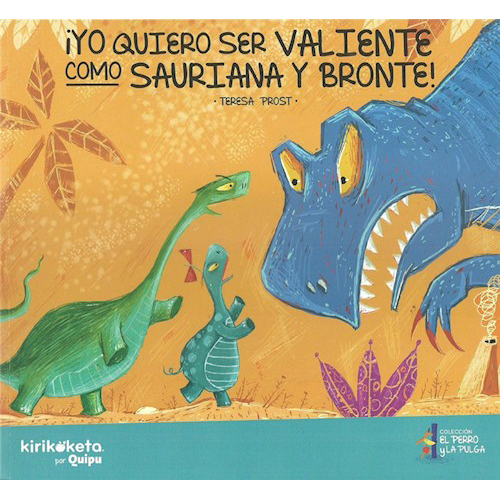 ¡YO QUIERO SER VALIENTE
COMO SAURIANA Y BRONTE!
• TERESA PROST •
kirikoketa
por Quipu
COLECCIÓN
EL PERRO
y LA PULGA